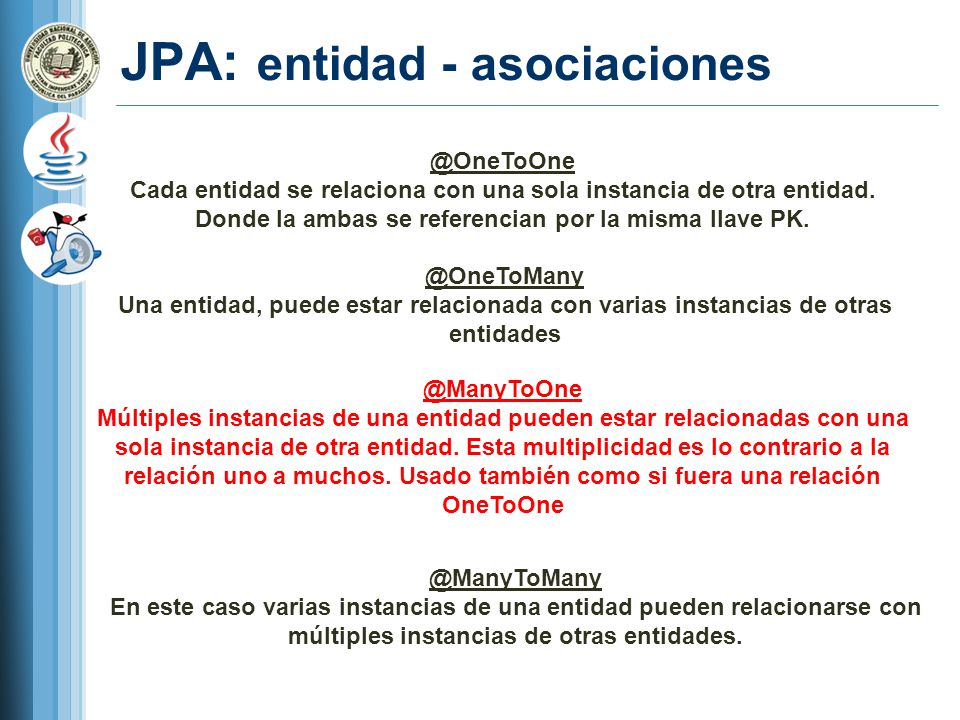 JPA: entidad - asociaciones
@OneToOne
Cada entidad se relaciona con una sola instancia de otra entidad.
Donde la ambas se referencian por la misma llave PK.
@OneToMany
Una entidad, puede estar relacionada con varias instancias de otras
entidades
@ManyToOne
Múltiples instancias de una entidad pueden estar relacionadas con una
sola instancia de otra entidad. Esta multiplicidad es lo contrario a la
relación uno a muchos. Usado también como si fuera una relación
OneToOne
@ManyToMany
En este caso varias instancias de una entidad pueden relacionarse con
múltiples instancias de otras entidades.